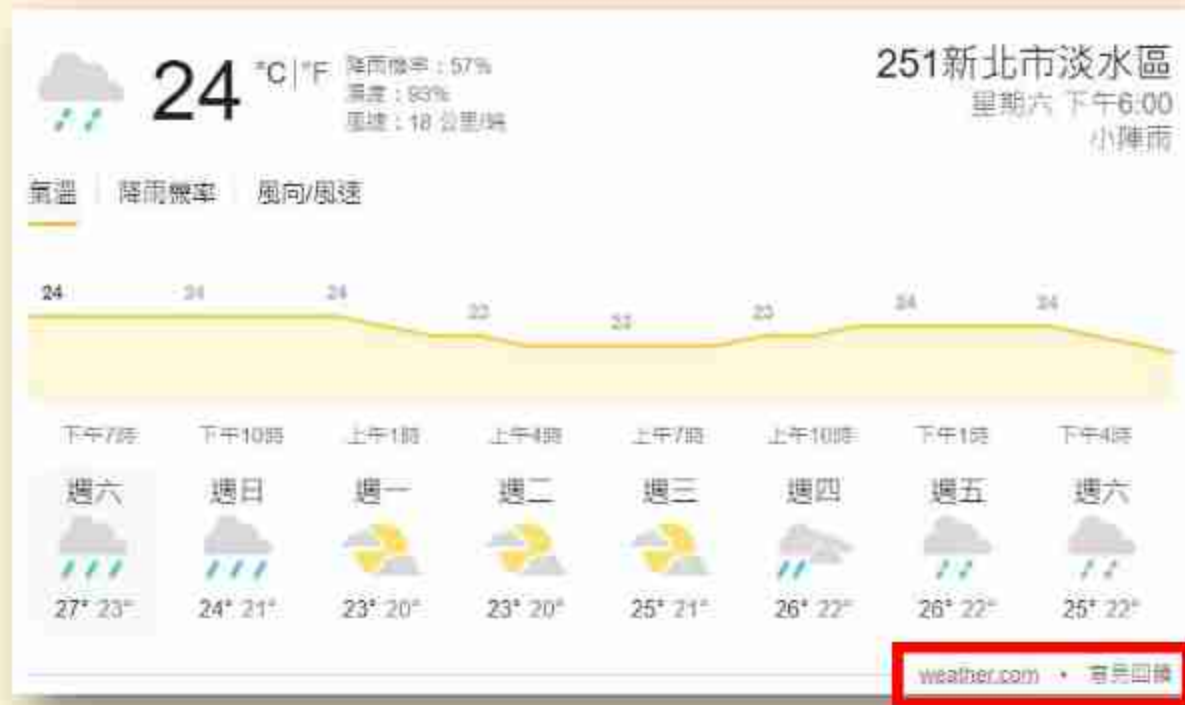 24 °C|°F
降雨機率：57%
濕度：93%
風速：18 公里/時
251新北市淡水區
星期六 下午6:00
小陣雨
氣溫 降雨機率 風向/風速
24 24 24 23 23 23 24 24
下午7時 下午10時 上午1時 上午4時 上午7時 上午10時 下午1時 下午4時
週六 週日 週一 週二 週三 週四 週五 週六
27° 23° 24° 21° 23° 20° 23° 20° 25° 21° 26° 22° 26° 22° 25° 22°
weather.com • 意見回饋